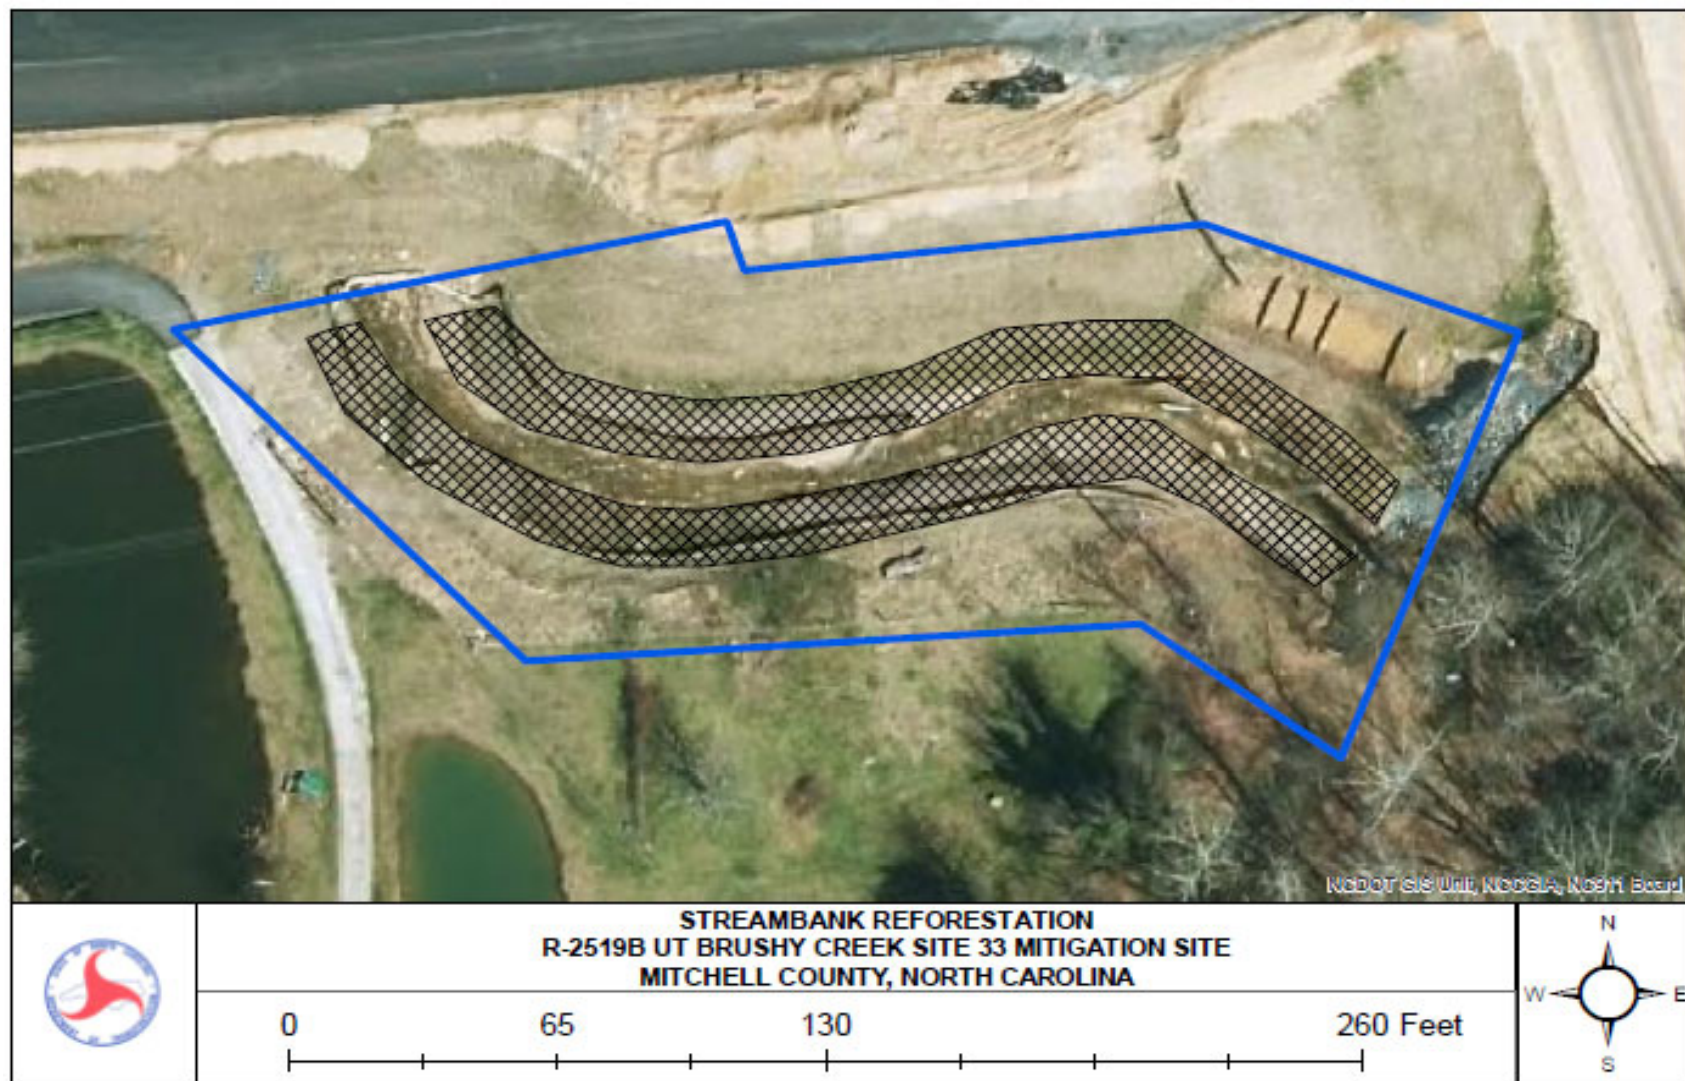 NCDOT GIS Unit, NCCGIA, NC911 Board
STREAMBANK REFORESTATION
R-2519B UT BRUSHY CREEK SITE 33 MITIGATION SITE
MITCHELL COUNTY, NORTH CAROLINA
0 65 130 260 Feet
N
W E
S